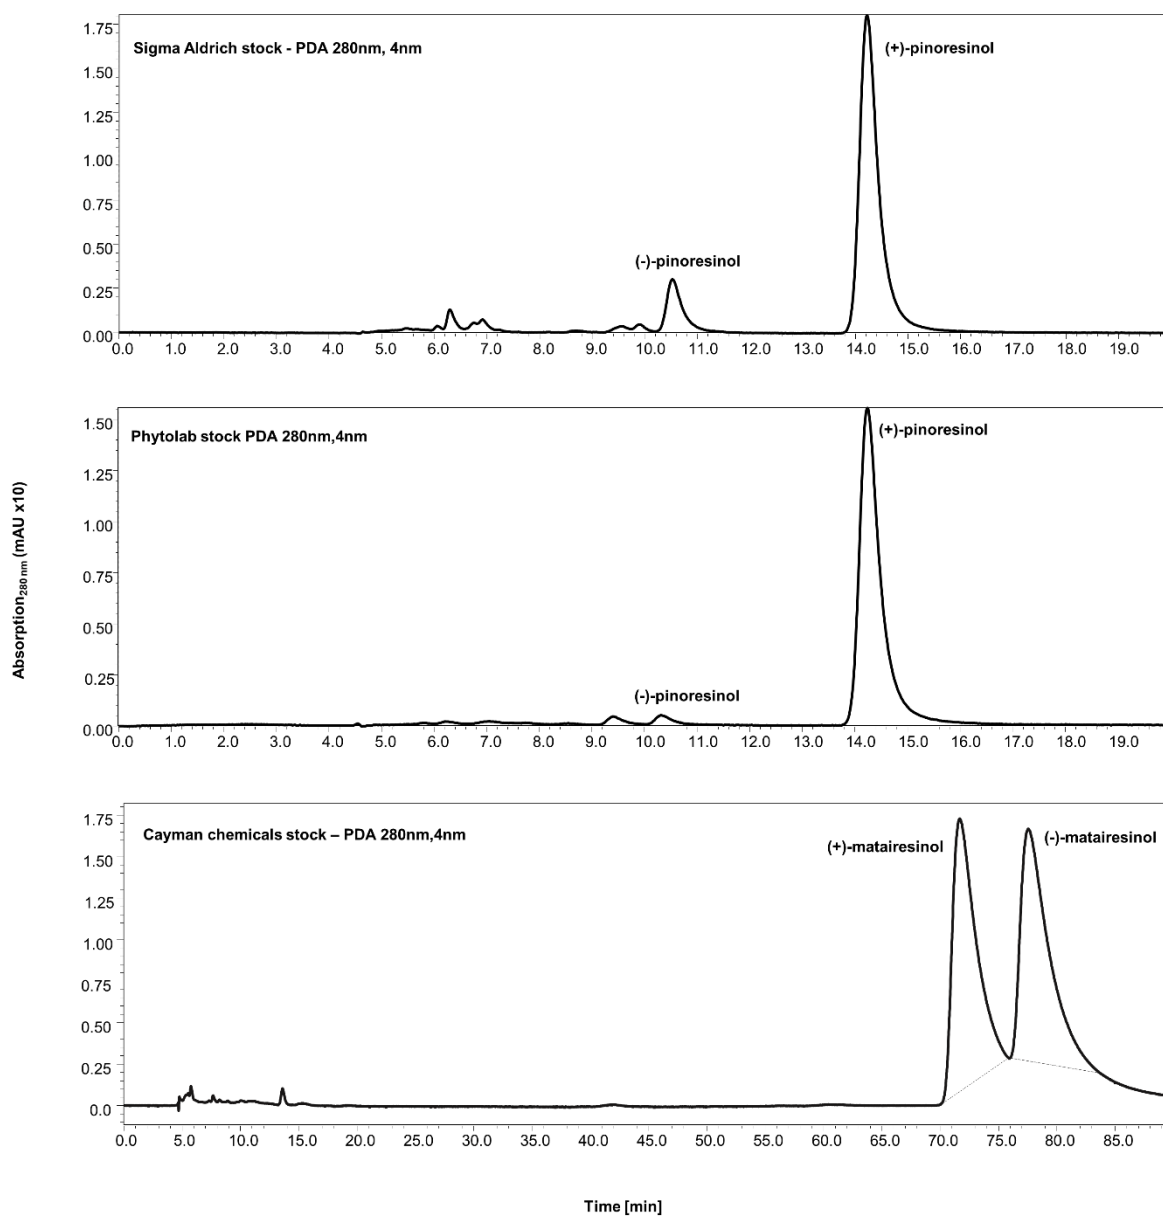 Sigma Aldrich stock - PDA 280nm, 4nm
(+)-pinoresinol
(-)-pinoresinol
1.75
1.50
1.25
1.00
0.75
0.50
0.25
0.00
0.0 1.0 2.0 3.0 4.0 5.0 6.0 7.0 8.0 9.0 10.0 11.0 12.0 13.0 14.0 15.0 16.0 17.0 18.0 19.0
Phytolab stock PDA 280nm,4nm
(+)-pinoresinol
(-)-pinoresinol
1.50
1.25
1.00
0.75
0.50
0.25
0.00
0.0 1.0 2.0 3.0 4.0 5.0 6.0 7.0 8.0 9.0 10.0 11.0 12.0 13.0 14.0 15.0 16.0 17.0 18.0 19.0
Absorption280 nm (mAU x10)
Cayman chemicals stock – PDA 280nm,4nm
(+)-matairesinol
(-)-matairesinol
1.75
1.50
1.25
1.00
0.75
0.50
0.25
0.0
0.0 5.0 10.0 15.0 20.0 25.0 30.0 35.0 40.0 45.0 50.0 55.0 60.0 65.0 70.0 75.0 80.0 85.0
Time [min]